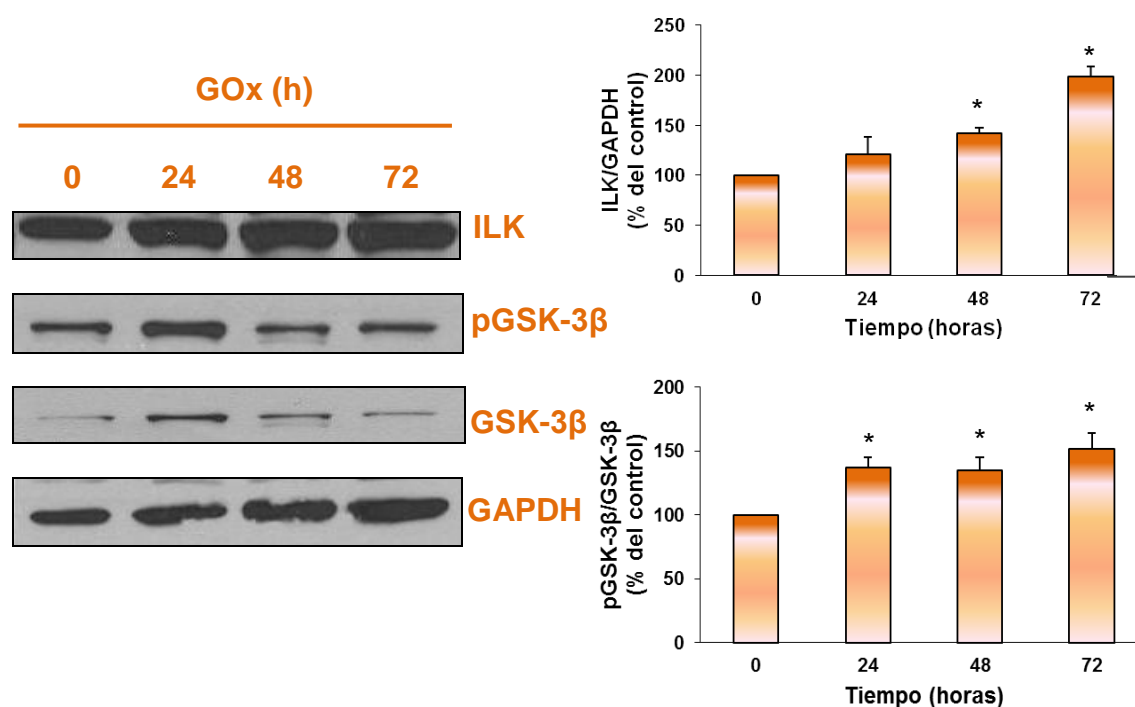 GOx (h)
0 24 48 72
ILK
pGSK-3β
GSK-3β
GAPDH
ILK/GAPDH
(% del control)
250
200
150
100
50
0
*
*
0 24 48 72
Tiempo (horas)
pGSK-3β/GSK-3β
(% del control)
200
150
100
50
0
*
*
*
0 24 48 72
Tiempo (horas)